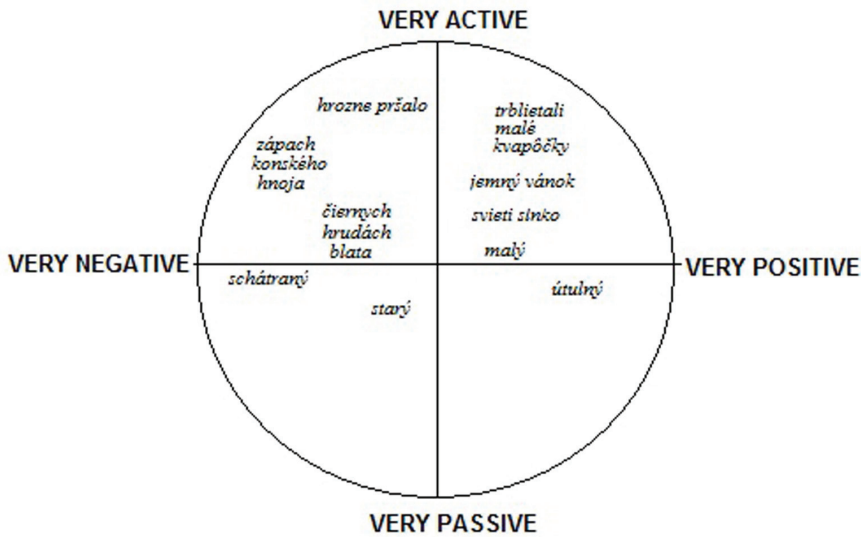 VERY ACTIVE
hrozne pršalo
trblietali
malé
kvapôčky
zápach
konského
hnoja
jemný vánok
čiernych
hrudách
blata
svieti slnko
malý
VERY NEGATIVE
VERY POSITIVE
schátraný
útulný
starý
VERY PASSIVE